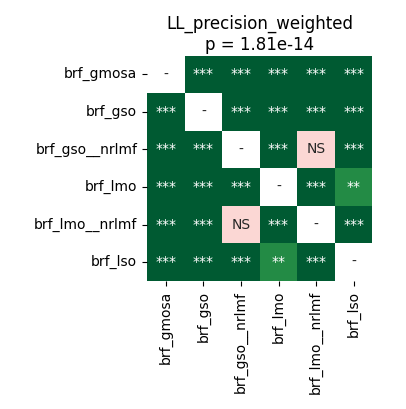 LL_precision_weighted
p = 1.81e-14
brf_gmosa - *** *** *** *** ***
brf_gso *** - *** *** *** ***
brf_gso__nrlmf *** *** - *** NS ***
brf_lmo *** *** *** - *** **
brf_lmo__nrlmf *** *** NS *** - ***
brf_lso *** *** *** ** *** -
brf_gmosa
brf_gso
brf_gso__nrlmf
brf_lmo
brf_lmo__nrlmf
brf_lso